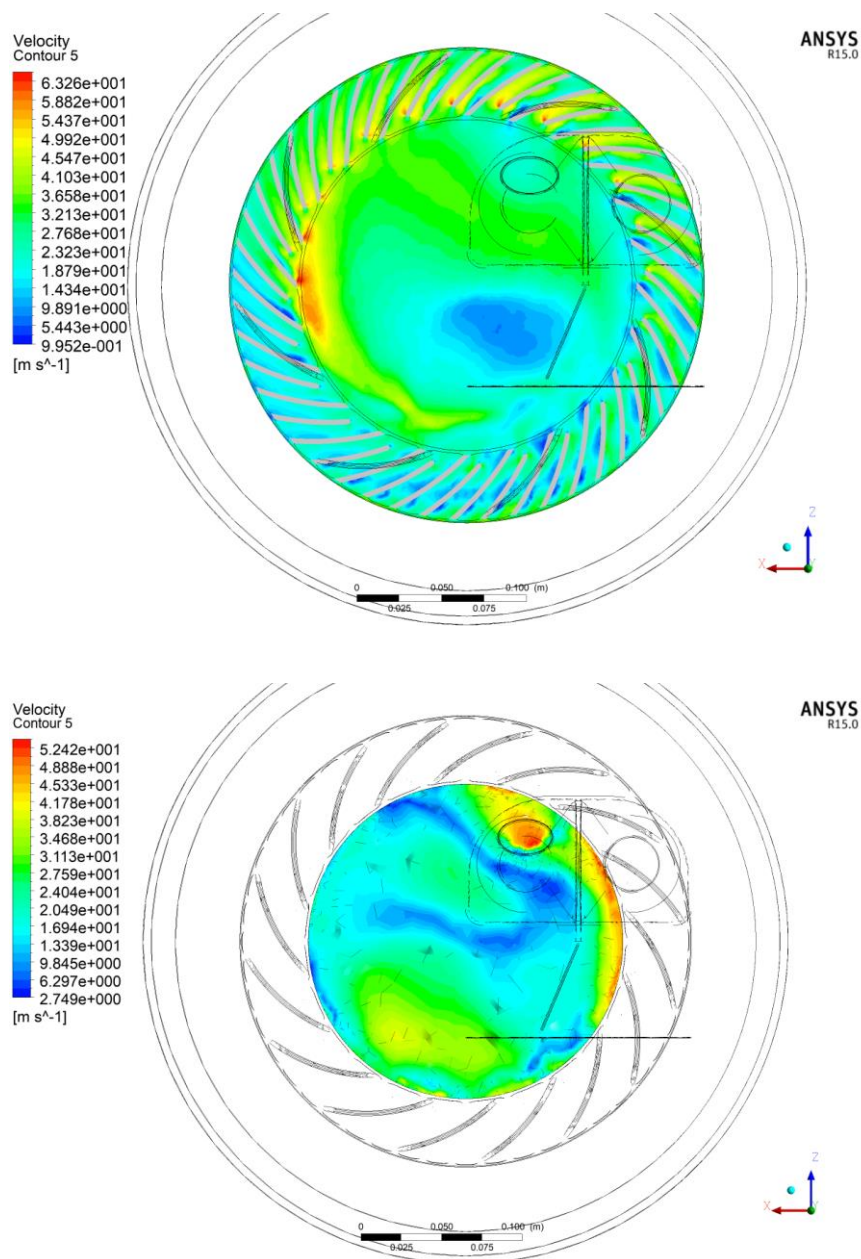 Velocity
Contour 5
6.326e+001
5.882e+001
5.437e+001
4.992e+001
4.547e+001
4.103e+001
3.658e+001
3.213e+001
2.768e+001
2.323e+001
1.879e+001
1.434e+001
9.891e+000
5.443e+000
9.952e-001
[m s^-1]
ANSYS
R15.0
Z
X
0 0.050 0.100 (m)
0.025 0.075
Velocity
Contour 5
5.242e+001
4.888e+001
4.533e+001
4.178e+001
3.823e+001
3.468e+001
3.113e+001
2.759e+001
2.404e+001
2.049e+001
1.694e+001
1.339e+001
9.845e+000
6.297e+000
2.749e+000
[m s^-1]
ANSYS
R15.0
Z
X
0 0.050 0.100 (m)
0.025 0.075